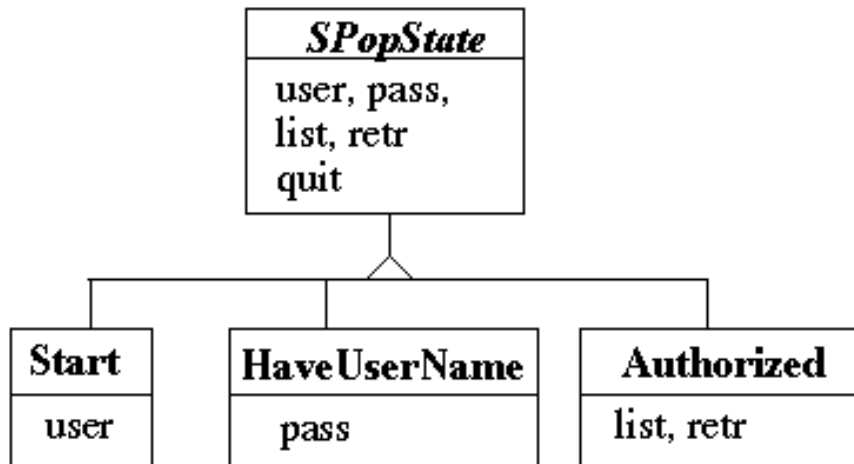 SPopState
user, pass,
list, retr
quit
Start
HaveUserName
Authorized
user
pass
list, retr